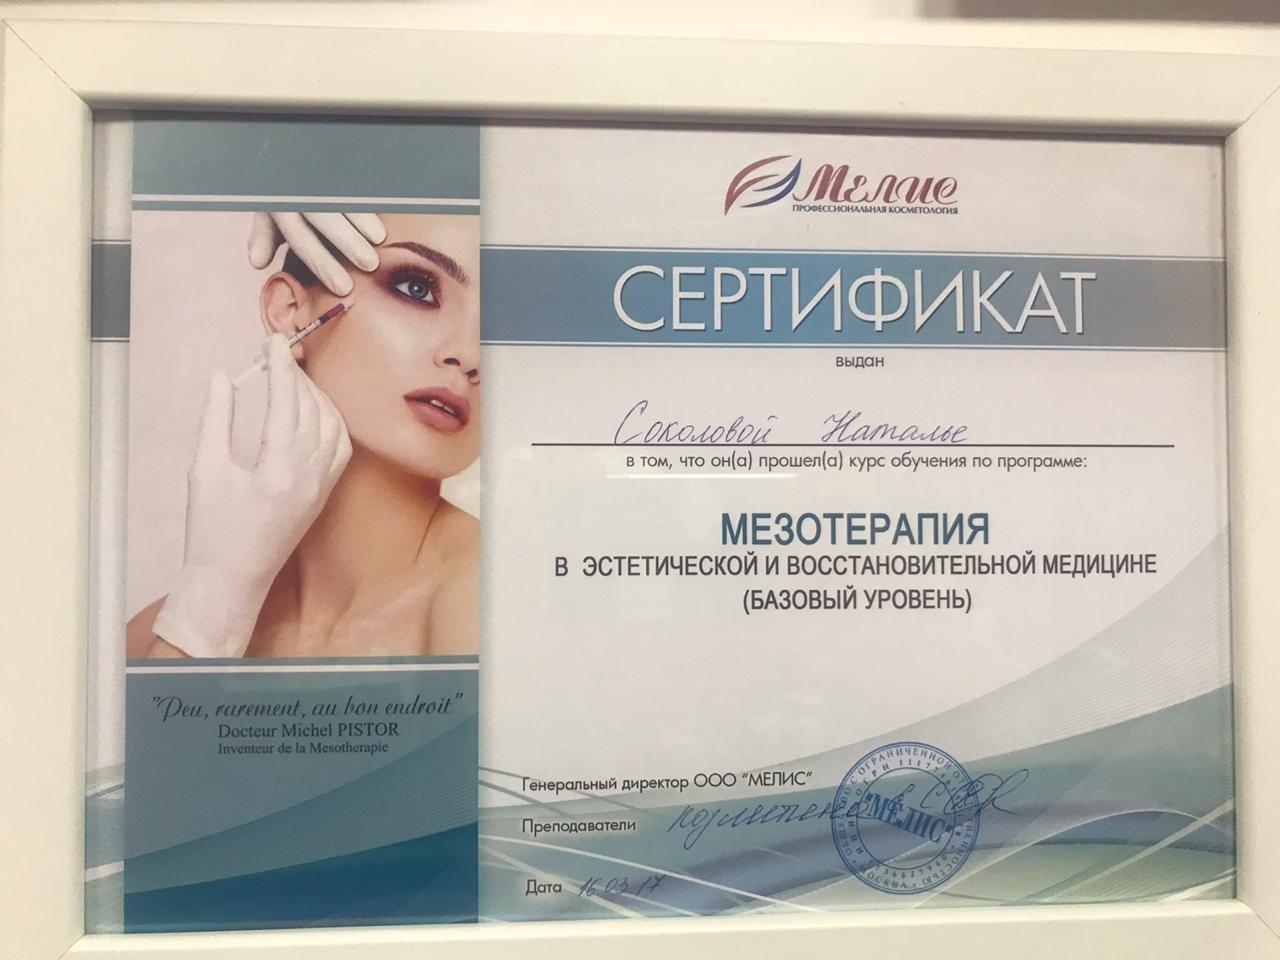 Мелис
ПРОФЕССИОНАЛЬНАЯ КОСМЕТОЛОГИЯ
СЕРТИФИКАТ
выдан
Соколовой Наталье
в том, что он(а) прошел(а) курс обучения по программе:
МЕЗОТЕРАПИЯ
В ЭСТЕТИЧЕСКОЙ И ВОССТАНОВИТЕЛЬНОЙ МЕДИЦИНЕ
(БАЗОВЫЙ УРОВЕНЬ)
"Peu, rarement, au bon endroit"
Docteur Michel PISTOR
Inventeur de la Mesotherapie
Генеральный директор ООО "МЕЛИС"
Преподаватели
Дата 16 03 17
"МЕЛИС"
МОСКВА